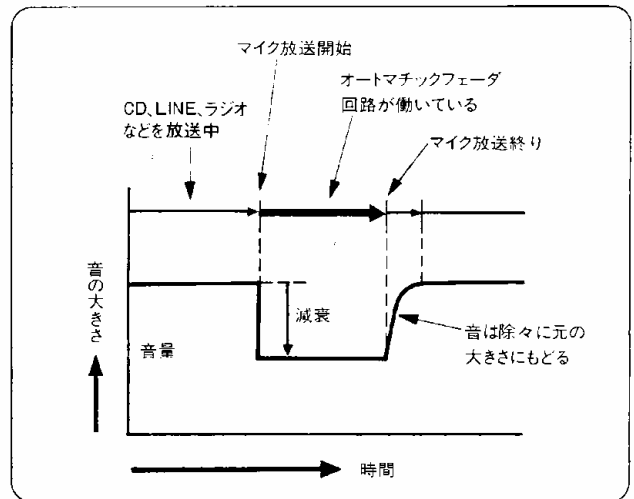 マイク放送開始
オートマチックフェーダ
回路が働いている
CD、LINE、ラジオ
などを放送中
マイク放送終り
音の大きさ
減衰
音量
音は除々に元の
大きさにもどる
時間